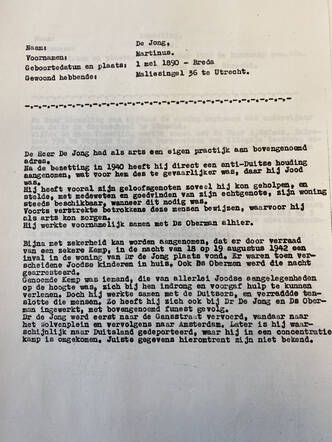 Naam: De Jong,
Voornamen: Martinus.
Geboortedatum en plaats: 1 mei 1890 - Breda
Gewoond hebbende: Maliesingel 36 te Utrecht.
De Heer De Jong had als arts een eigen practijk aan bovengenoemd
adres.
Na de bezetting in 1940 heeft hij direct een anti-Duitse houding
aangenomen, wat voor hem des te gevaarlijker was, daar hij Jood
was.
Hij heeft vooral zijn geloofsgenoten zoveel hij kon geholpen, en
stelde, met medeweten en goedvinden van zijn echtgenote, zijn woning
steeds beschikbaar, wanneer dit nodig was.
Voorts verstrekte betrokkene deze mensen bewijzen, waarvoor hij
als arts kon zorgen.
Hij werkte voornamelijk samen met Ds Oberman alhier.
Bijna met zekerheid kan worden aangenomen, dat er door verraad
van een zekere Kemp, in de nacht van 18 op 19 augustus 1942 een
inval in de woning van Dr de Jong plaats vond. Er waren toen ver-
scheidene Joodse kinderen in huis. Ook Ds Oberman werd die nacht
gearresteerd.
Genoemde Kemp was iemand, die van allerlei Joodse aangelegenheden
op de hoogte was, zich bij hen indrong en voorgaf hulp te kunnen
verlenen. Doch hij werkte samen met de Duitsers, en verraddde ten-
slotte die mensen. Zo heeft hij zich ook bij Dr De Jong en Ds Ober-
man ingewerkt, met bovengenoemd funest gevolg.
Dr de Jong werd eerst naar de Gansstraat vervoerd, vandaar naar
het Wolvenplein en vervolgens naar Amsterdam. Later is hij waar-
schijnlijk naar Duitsland gedeporteerd, waar hij in een concentratie
kamp is omgekomen. Juiste gegevens hieromtrent zijn niet bekend.